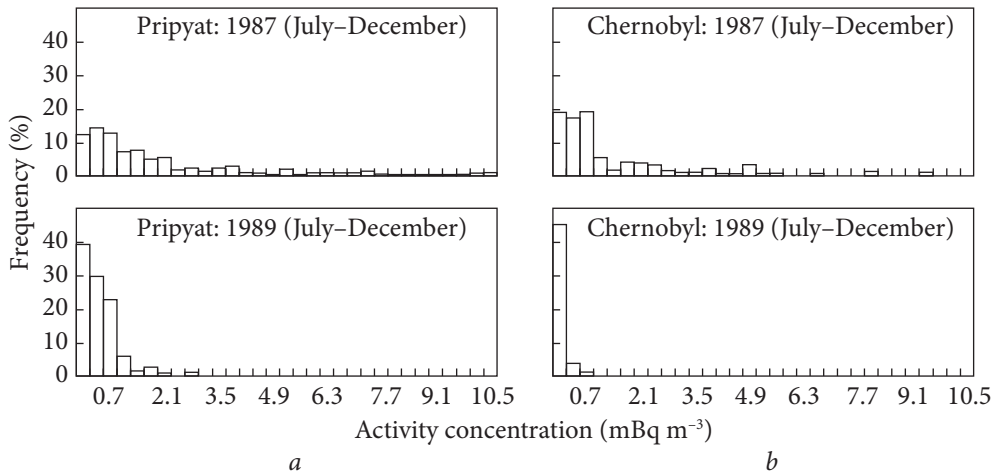 Pripyat: 1987 (July–December)
Chernobyl: 1987 (July–December)
40
30
20
10
0
Pripyat: 1989 (July–December)
Chernobyl: 1989 (July–December)
40
30
20
10
0
Frequency (%)
0.7 2.1 3.5 4.9 6.3 7.7 9.1 10.5
0.7 2.1 3.5 4.9 6.3 7.7 9.1 10.5
Activity concentration (mBq m⁻³)
a
b